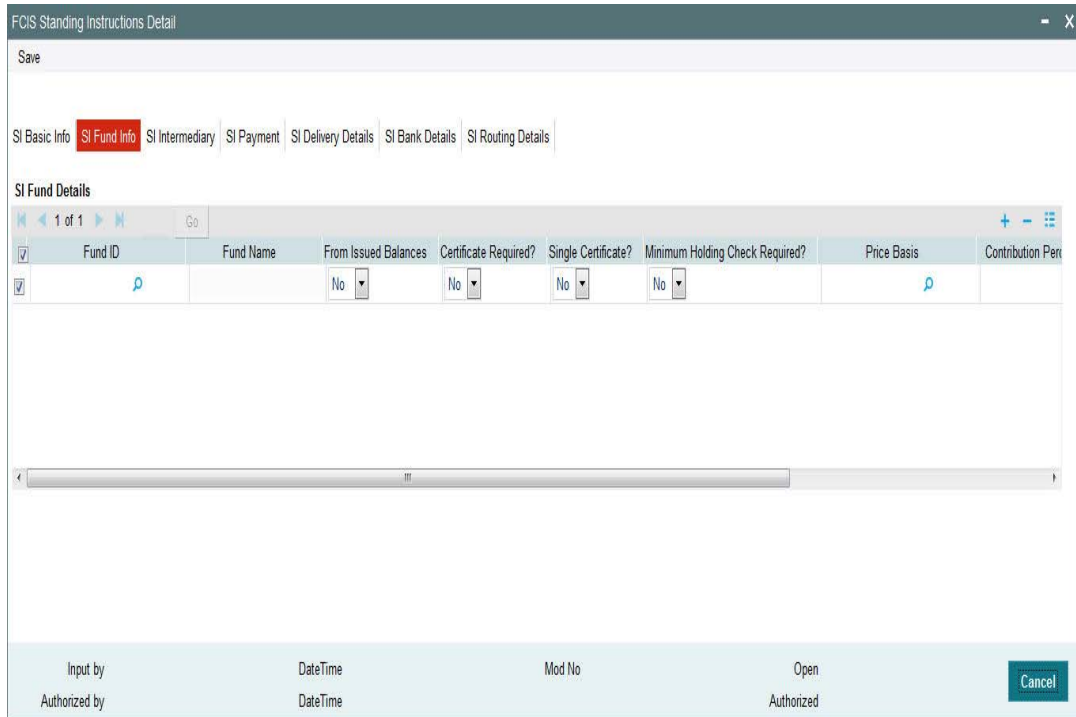 FCIS Standing Instructions Detail
Save
SI Basic Info SI Fund Info SI Intermediary SI Payment SI Delivery Details SI Bank Details SI Routing Details
SI Fund Details
1 of 1 Go
Fund ID Fund Name From Issued Balances Certificate Required? Single Certificate? Minimum Holding Check Required? Price Basis Contribution Perc
No No No No
Input by DateTime Mod No Open
Authorized by DateTime Authorized
Cancel